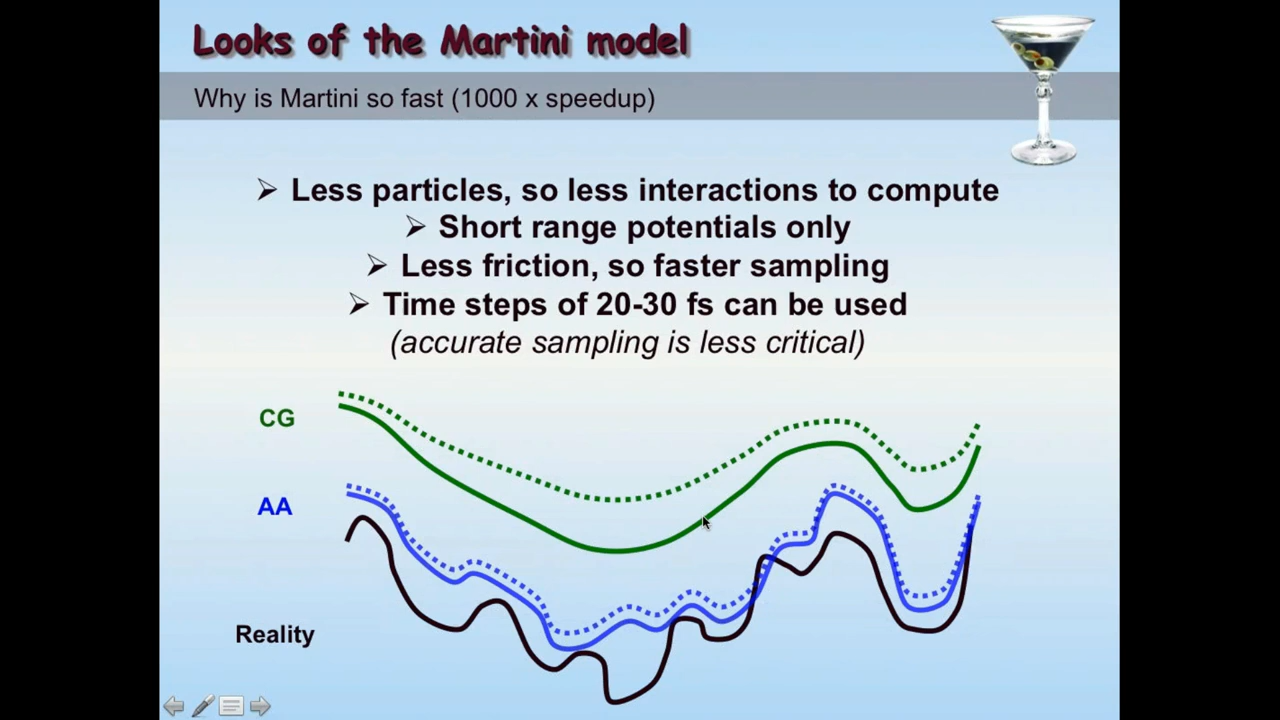 Looks of the Martini model
Why is Martini so fast (1000 x speedup)
➢ Less particles, so less interactions to compute
➢ Short range potentials only
➢ Less friction, so faster sampling
➢ Time steps of 20-30 fs can be used
(accurate sampling is less critical)
CG
AA
Reality